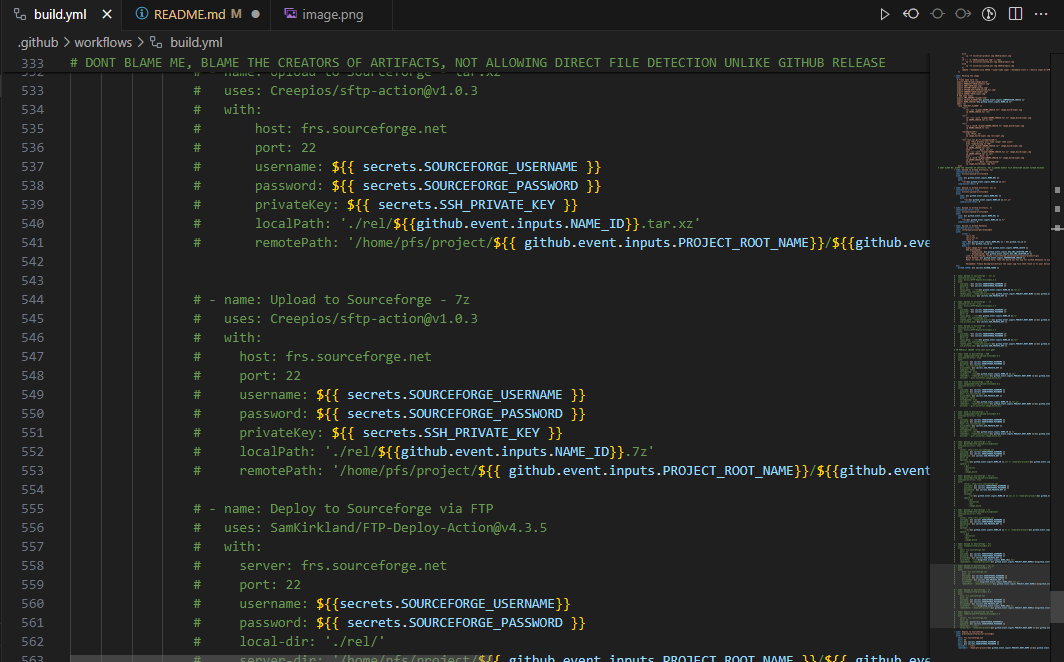 build.yml README.md M image.png
.github > workflows > build.yml
333 # DONT BLAME ME, BLAME THE CREATORS OF ARTIFACTS, NOT ALLOWING DIRECT FILE DETECTION UNLIKE GITHUB RELEASE
532 # - name: Upload to Sourceforge - tar.xz
533 # uses: Creepios/sftp-action@v1.0.3
534 # with:
535 # host: frs.sourceforge.net
536 # port: 22
537 # username: ${{ secrets.SOURCEFORGE_USERNAME }}
538 # password: ${{ secrets.SOURCEFORGE_PASSWORD }}
539 # privateKey: ${{ secrets.SSH_PRIVATE_KEY }}
540 # localPath: './rel/${{github.event.inputs.NAME_ID}}.tar.xz'
541 # remotePath: '/home/pfs/project/${{ github.event.inputs.PROJECT_ROOT_NAME}}/${{github.eve
542
543
544 # - name: Upload to Sourceforge - 7z
545 # uses: Creepios/sftp-action@v1.0.3
546 # with:
547 # host: frs.sourceforge.net
548 # port: 22
549 # username: ${{ secrets.SOURCEFORGE_USERNAME }}
550 # password: ${{ secrets.SOURCEFORGE_PASSWORD }}
551 # privateKey: ${{ secrets.SSH_PRIVATE_KEY }}
552 # localPath: './rel/${{github.event.inputs.NAME_ID}}.7z'
553 # remotePath: '/home/pfs/project/${{ github.event.inputs.PROJECT_ROOT_NAME}}/${{github.event
554
555 # - name: Deploy to Sourceforge via FTP
556 # uses: SamKirkland/FTP-Deploy-Action@v4.3.5
557 # with:
558 # server: frs.sourceforge.net
559 # port: 22
560 # username: ${{secrets.SOURCEFORGE_USERNAME}}
561 # password: ${{ secrets.SOURCEFORGE_PASSWORD }}
562 # local-dir: './rel/'
563 # server-dir: '/home/pfs/project/${{ github.event.inputs.PROJECT_ROOT_NAME }}/${{ github.event